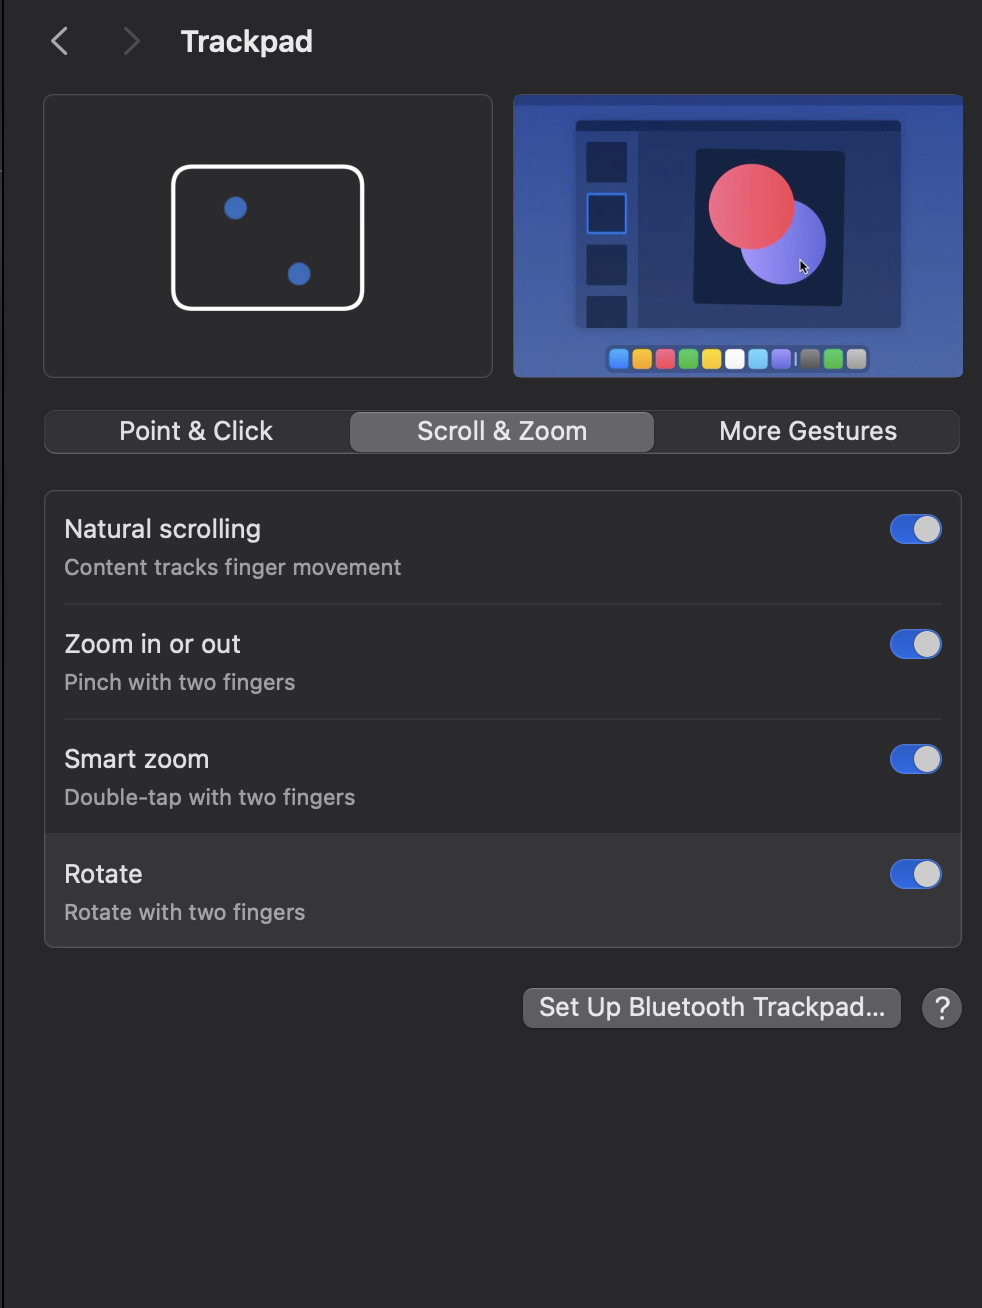 Trackpad
Point & Click
Scroll & Zoom
More Gestures
Natural scrolling
Content tracks finger movement
Zoom in or out
Pinch with two fingers
Smart zoom
Double-tap with two fingers
Rotate
Rotate with two fingers
Set Up Bluetooth Trackpad...
?